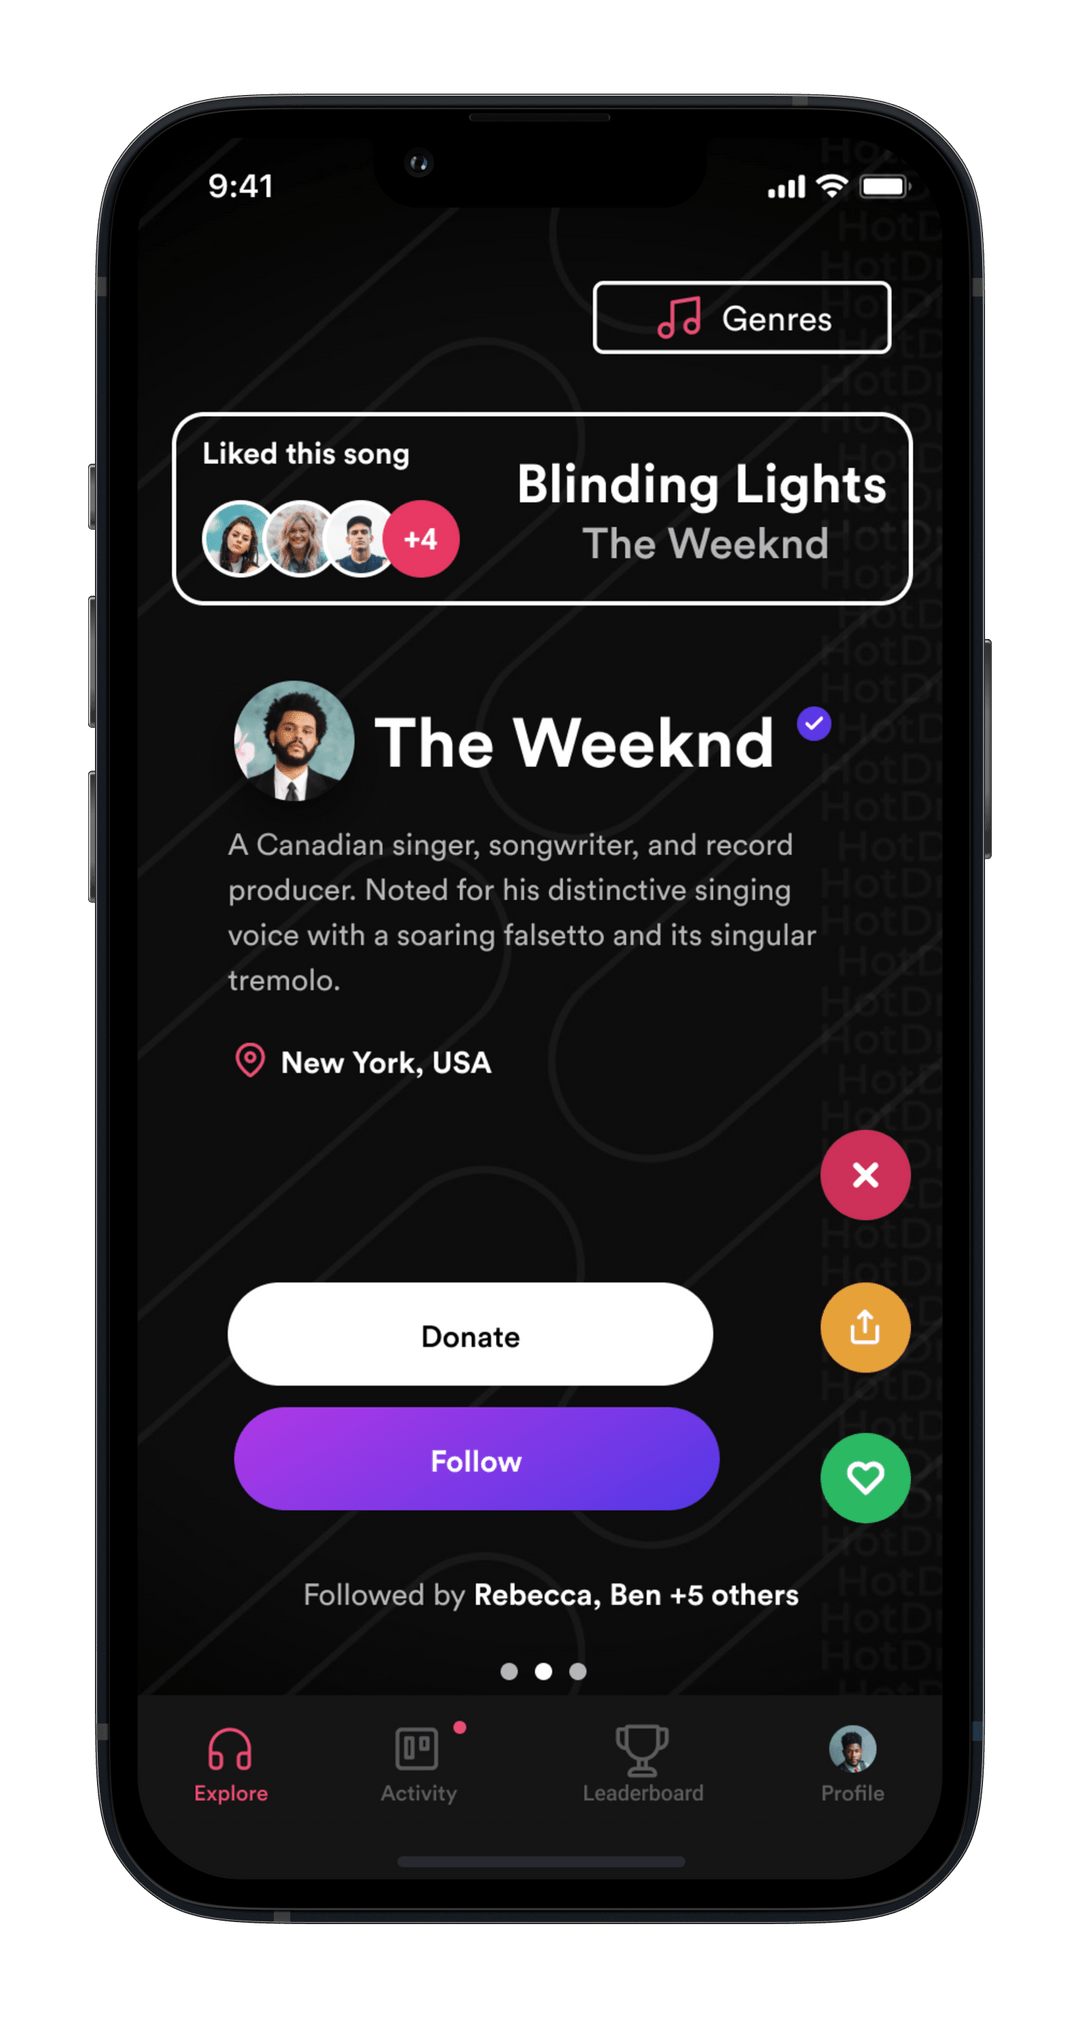 9:41
Genres
Liked this song
+4
Blinding Lights
The Weeknd
The Weeknd
A Canadian singer, songwriter, and record
producer. Noted for his distinctive singing
voice with a soaring falsetto and its singular
tremolo.
New York, USA
Donate
Follow
Followed by Rebecca, Ben +5 others
Explore
Activity
Leaderboard
Profile